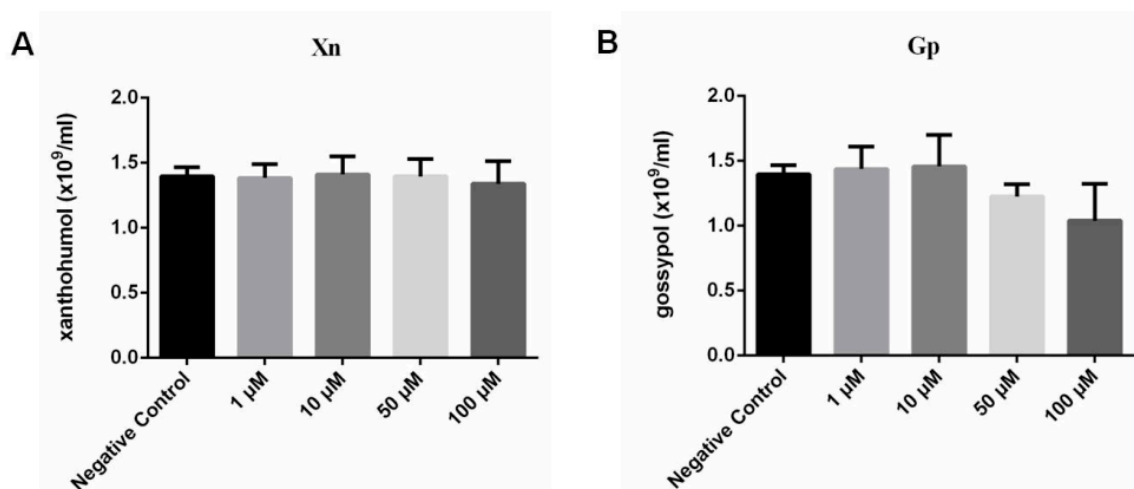 A
Xn
xanthohumol (x10⁹/ml)
2.0
1.5
1.0
0.5
0.0
Negative Control
1 µM
10 µM
50 µM
100 µM
B
Gp
gossypol (x10⁹/ml)
2.0
1.5
1.0
0.5
0.0
Negative Control
1 µM
10 µM
50 µM
100 µM